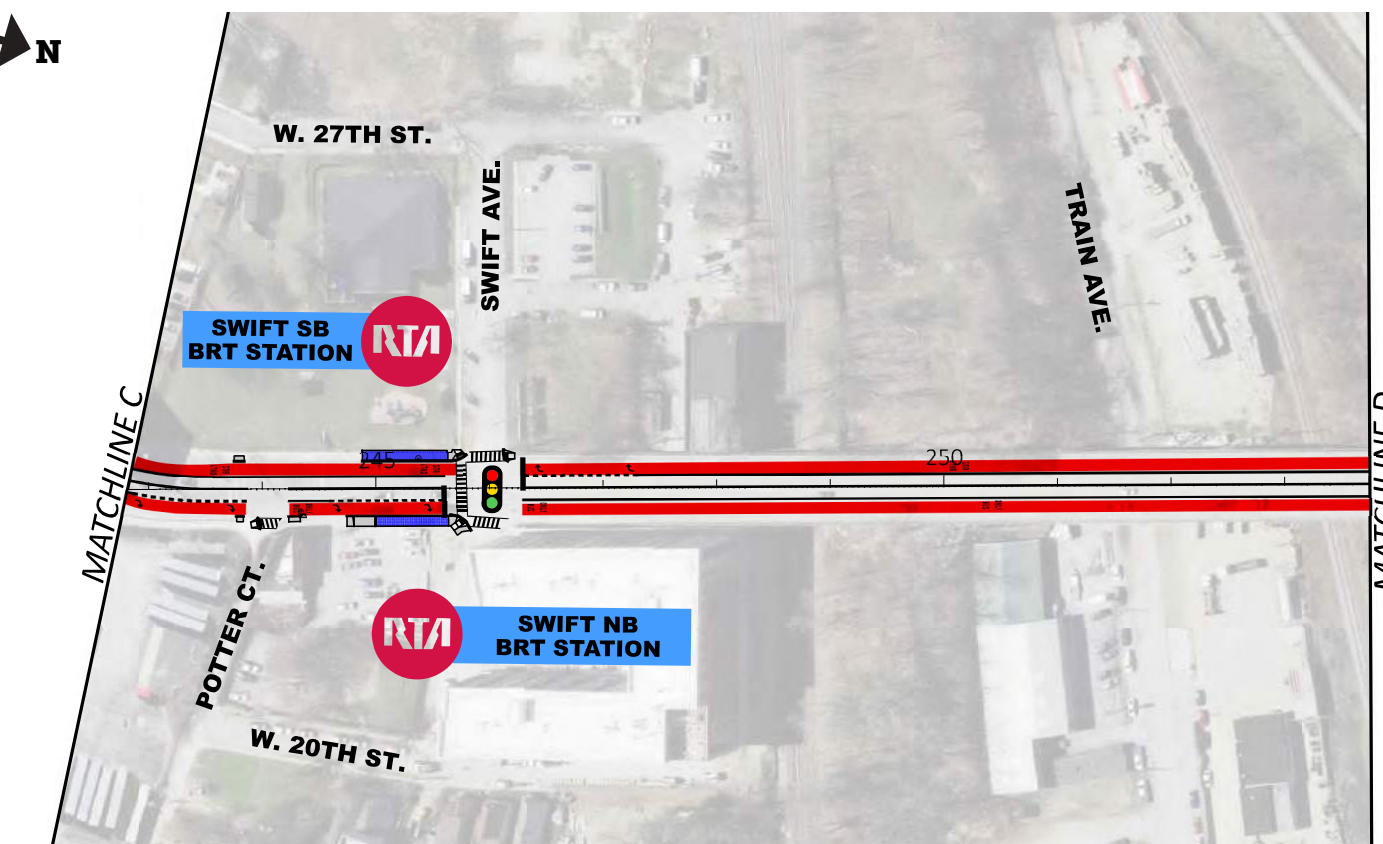 N
W. 27TH ST.
SWIFT AVE.
TRAIN AVE.
SWIFT SB
BRT STATION
RTA
MATCHLINE C
245
250
POTTER CT.
RTA
SWIFT NB
BRT STATION
W. 20TH ST.